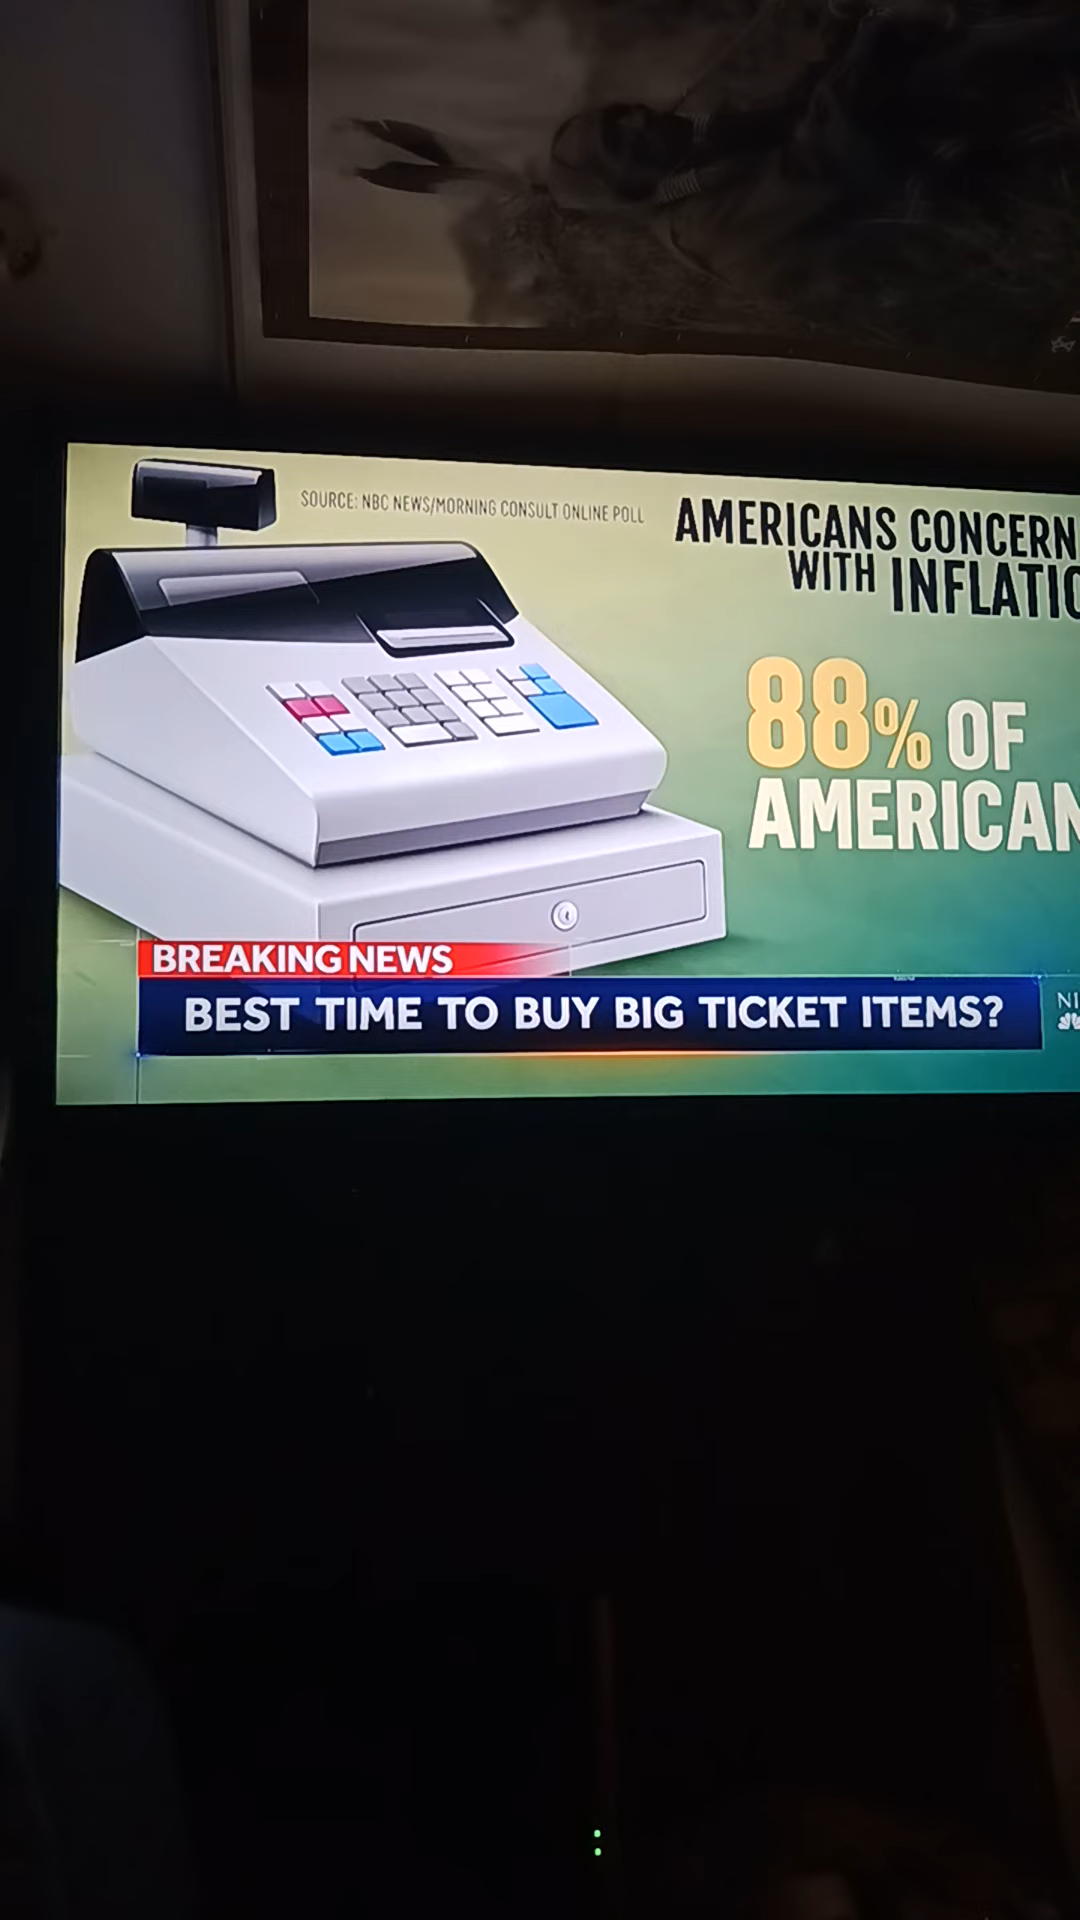 SOURCE: NBC NEWS/MORNING CONSULT ONLINE POLL
AMERICANS CONCERN
WITH INFLATIO
88% OF
AMERICAN
BREAKING NEWS
BEST TIME TO BUY BIG TICKET ITEMS?
NI